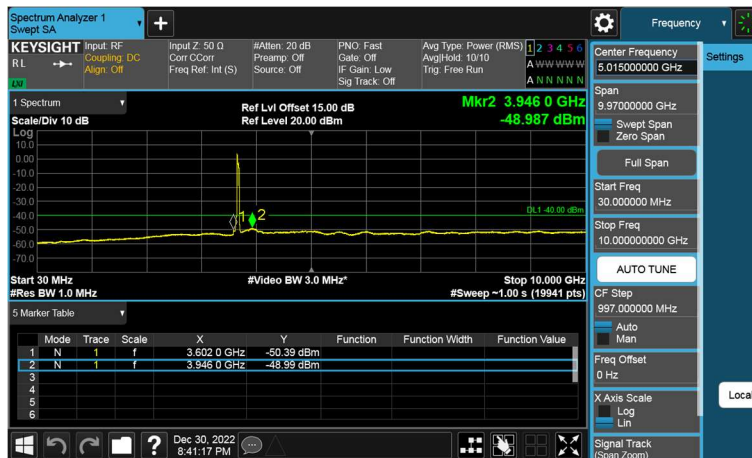 Spectrum Analyzer 1
Swept SA
Frequency
KEYSIGHT
RL
Input: RF
Coupling: DC
Align: Off
Input Z: 50 Ω
Corr CCorr
Freq Ref: Int (S)
#Atten: 20 dB
Preamp: Off
Source: Off
PNO: Fast
Gate: Off
IF Gain: Low
Sig Track: Off
Avg Type: Power (RMS)
Avg|Hold: 10/10
Trig: Free Run
1 2 3 4 5 6
A W W W W W
A N N N N N
LXI
1 Spectrum
Scale/Div 10 dB
Ref Lvl Offset 15.00 dB
Ref Level 20.00 dBm
Mkr2 3.946 0 GHz
-48.987 dBm
Log
10.0
0.00
-10.0
-20.0
-30.0
-40.0
-50.0
-60.0
-70.0
1
2
DL1 -40.00 dBm
Start 30 MHz
#Res BW 1.0 MHz
#Video BW 3.0 MHz*
Stop 10.000 GHz
#Sweep ~1.00 s (19941 pts)
5 Marker Table
Mode Trace Scale X Y Function Function Width Function Value
1 N 1 f 3.602 0 GHz -50.39 dBm
2 N 1 f 3.946 0 GHz -48.99 dBm
3
4
5
6
Dec 30, 2022
8:41:17 PM
Center Frequency
5.015000000 GHz
Span
9.97000000 GHz
Swept Span
Zero Span
Full Span
Start Freq
30.000000 MHz
Stop Freq
10.000000000 GHz
AUTO TUNE
CF Step
997.000000 MHz
Auto
Man
Freq Offset
0 Hz
X Axis Scale
Log
Lin
Signal Track
(Span Zoom)
Settings
Local